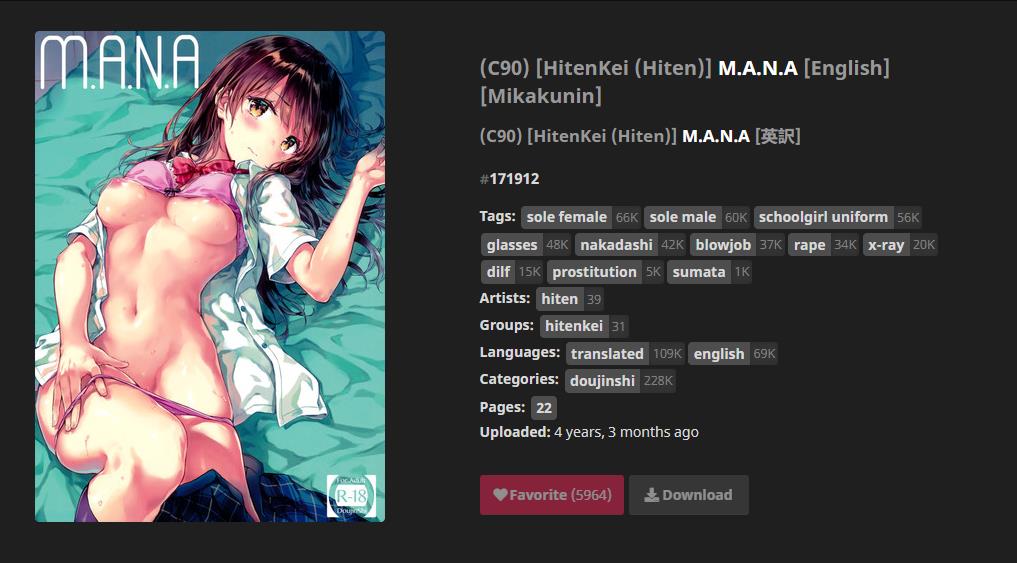 M.A.N.A
For Adult
R-18
Doujinshi
(C90) [HitenKei (Hiten)] M.A.N.A [English]
[Mikakunin]
(C90) [HitenKei (Hiten)] M.A.N.A [英訳]
#171912
Tags: sole female 66K sole male 60K schoolgirl uniform 56K
glasses 48K nakadashi 42K blowjob 37K rape 34K x-ray 20K
dilf 15K prostitution 5K sumata 1K
Artists: hiten 39
Groups: hitenkei 31
Languages: translated 109K english 69K
Categories: doujinshi 228K
Pages: 22
Uploaded: 4 years, 3 months ago
Favorite (5964) Download